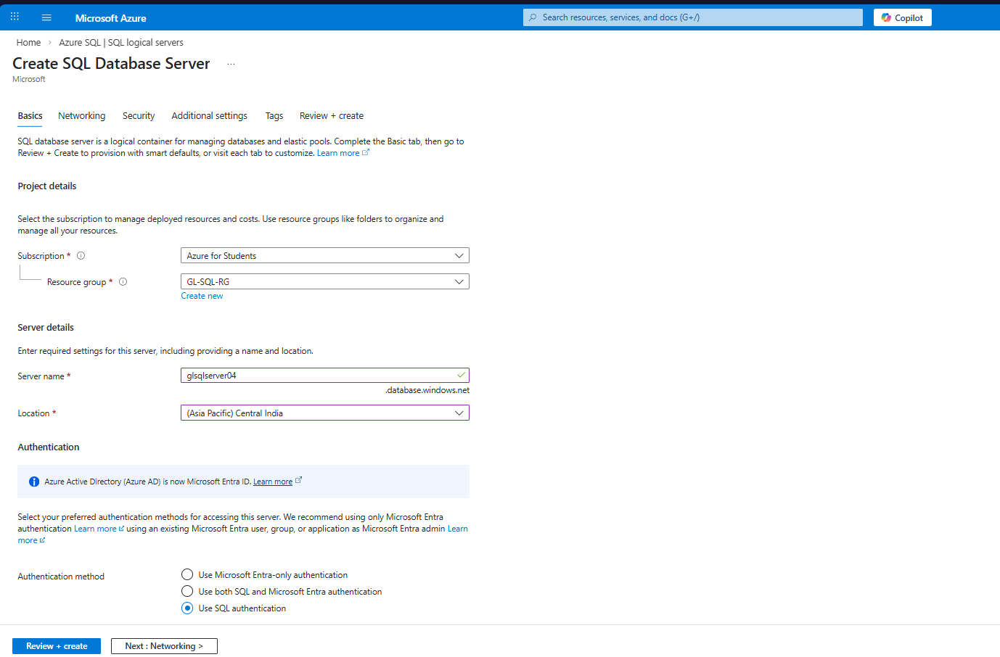 Microsoft Azure
Search resources, services, and docs (G+/)
Copilot
Home > Azure SQL | SQL logical servers
Create SQL Database Server ...
Microsoft
Basics Networking Security Additional settings Tags Review + create
SQL database server is a logical container for managing databases and elastic pools. Complete the Basic tab, then go to
Review + Create to provision with smart defaults, or visit each tab to customize. Learn more
Project details
Select the subscription to manage deployed resources and costs. Use resource groups like folders to organize and
manage all your resources.
Subscription *
Azure for Students
Resource group *
GL-SQL-RG
Create new
Server details
Enter required settings for this server, including providing a name and location.
Server name *
glsqlserver04
.database.windows.net
Location *
(Asia Pacific) Central India
Authentication
Azure Active Directory (Azure AD) is now Microsoft Entra ID. Learn more
Select your preferred authentication methods for accessing this server. We recommend using only Microsoft Entra
authentication Learn more using an existing Microsoft Entra user, group, or application as Microsoft Entra admin Learn
more
Authentication method
Use Microsoft Entra-only authentication
Use both SQL and Microsoft Entra authentication
Use SQL authentication
Review + create
Next : Networking >